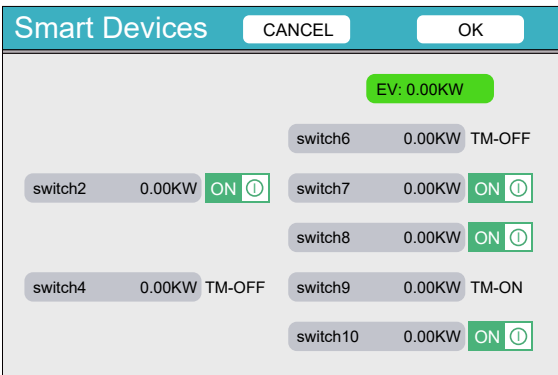 Smart Devices CANCEL OK
EV: 0.00KW
switch6 0.00KW TM-OFF
switch2 0.00KW ON switch7 0.00KW ON
switch8 0.00KW ON
switch4 0.00KW TM-OFF switch9 0.00KW TM-ON
switch10 0.00KW ON